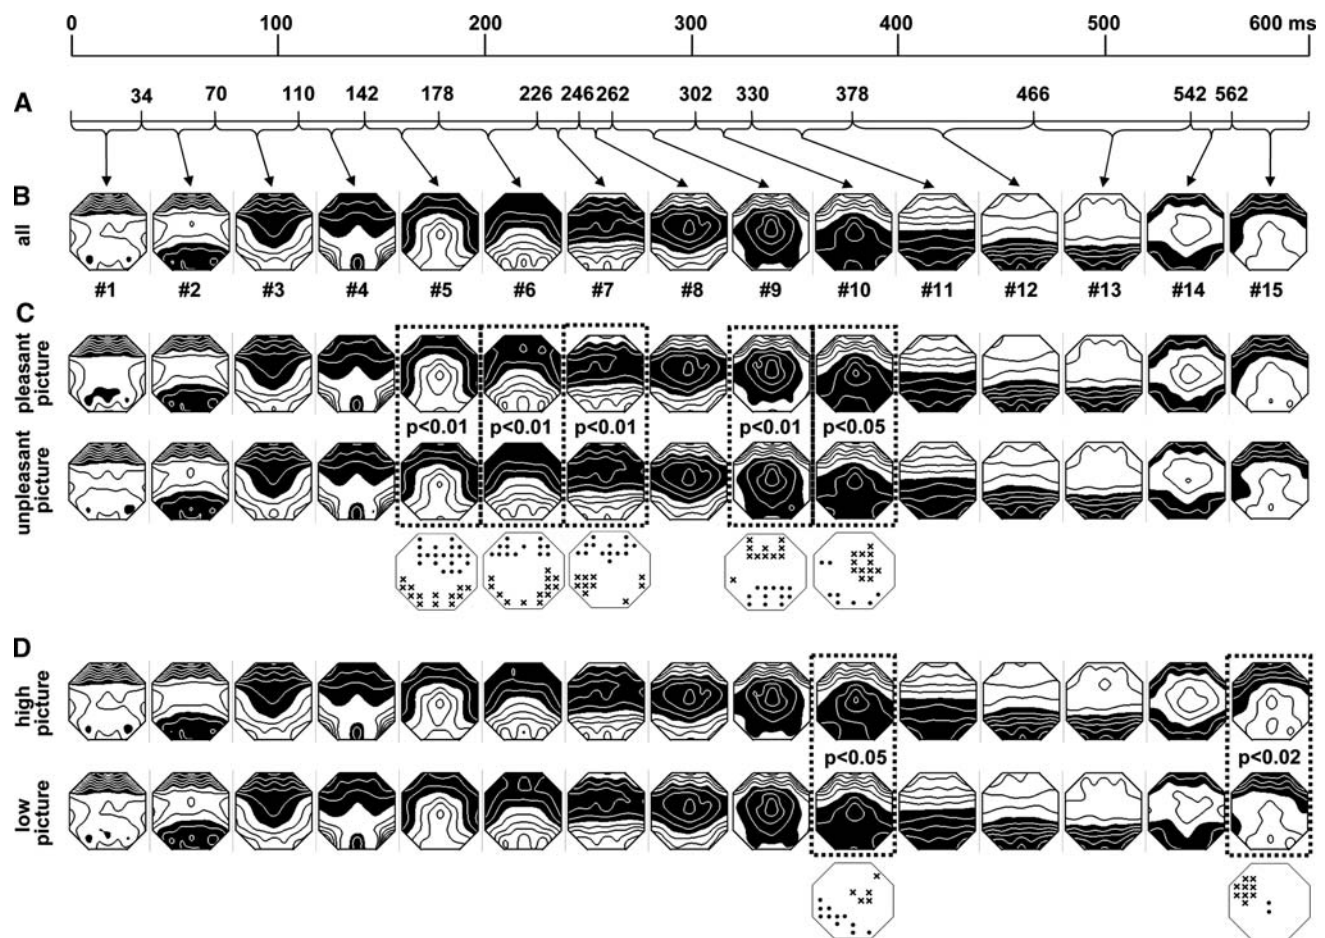 0 100 200 300 400 500 600 ms
A
34 70 110 142 178 226 246 262 302 330 378 466 542 562
B
all
#1 #2 #3 #4 #5 #6 #7 #8 #9 #10 #11 #12 #13 #14 #15
C
pleasant
picture
p<0.01 p<0.01 p<0.01 p<0.01 p<0.05
unpleasant
picture
D
high
picture
p<0.05 p<0.02
low
picture